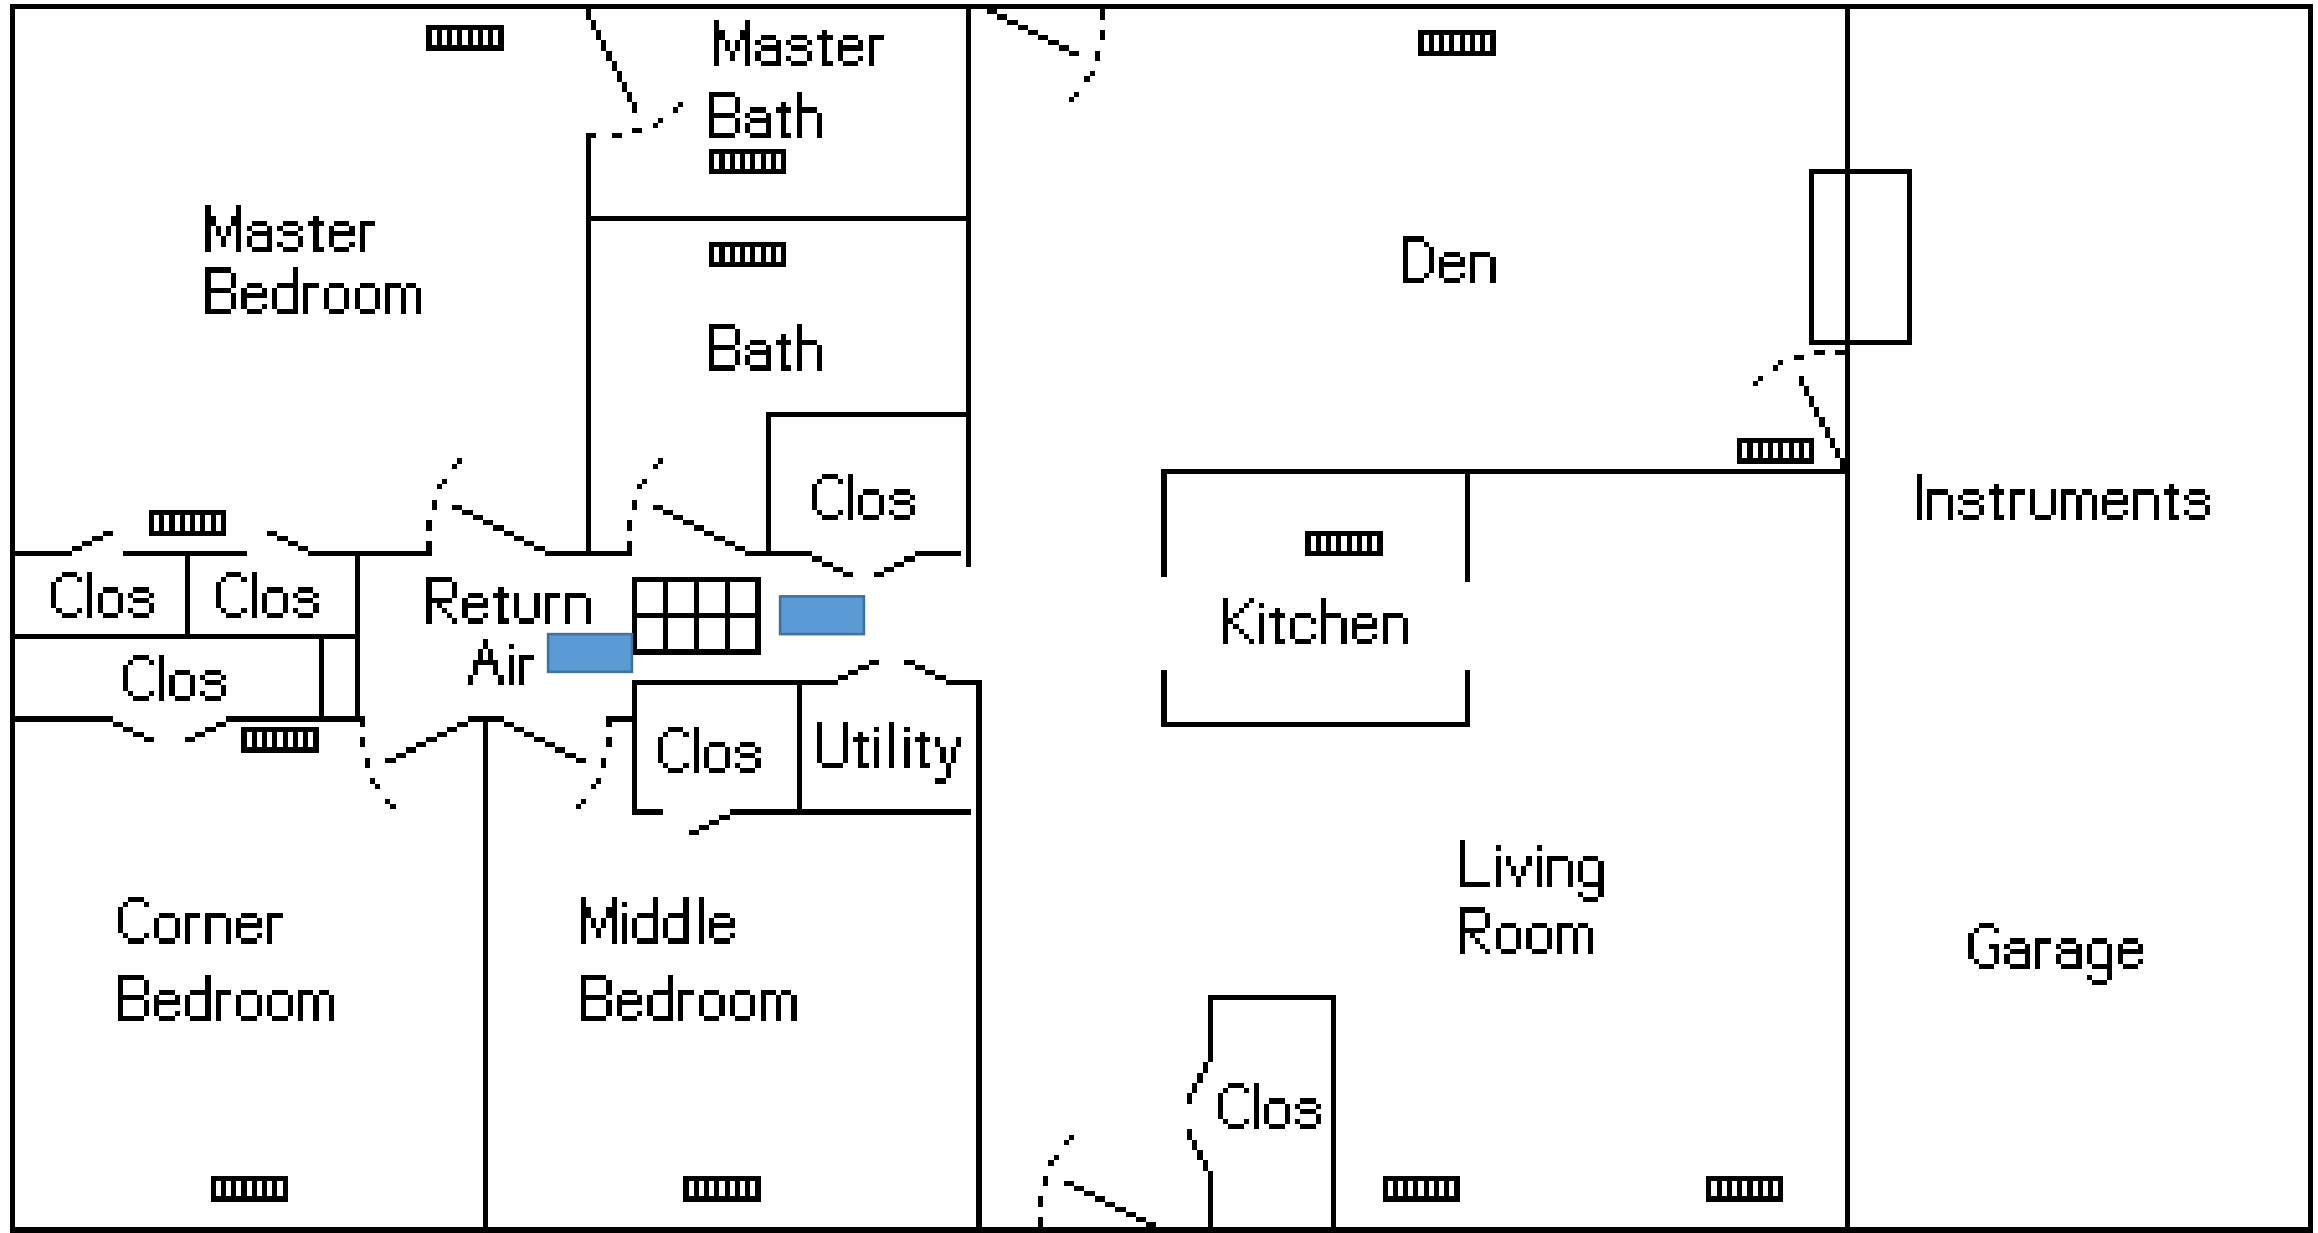 Master
Bath
Master
Bedroom
Bath
Den
Clos
Instruments
Clos
Clos
Return
Air
Kitchen
Clos
Clos
Utility
Living
Room
Corner
Bedroom
Middle
Bedroom
Garage
Clos